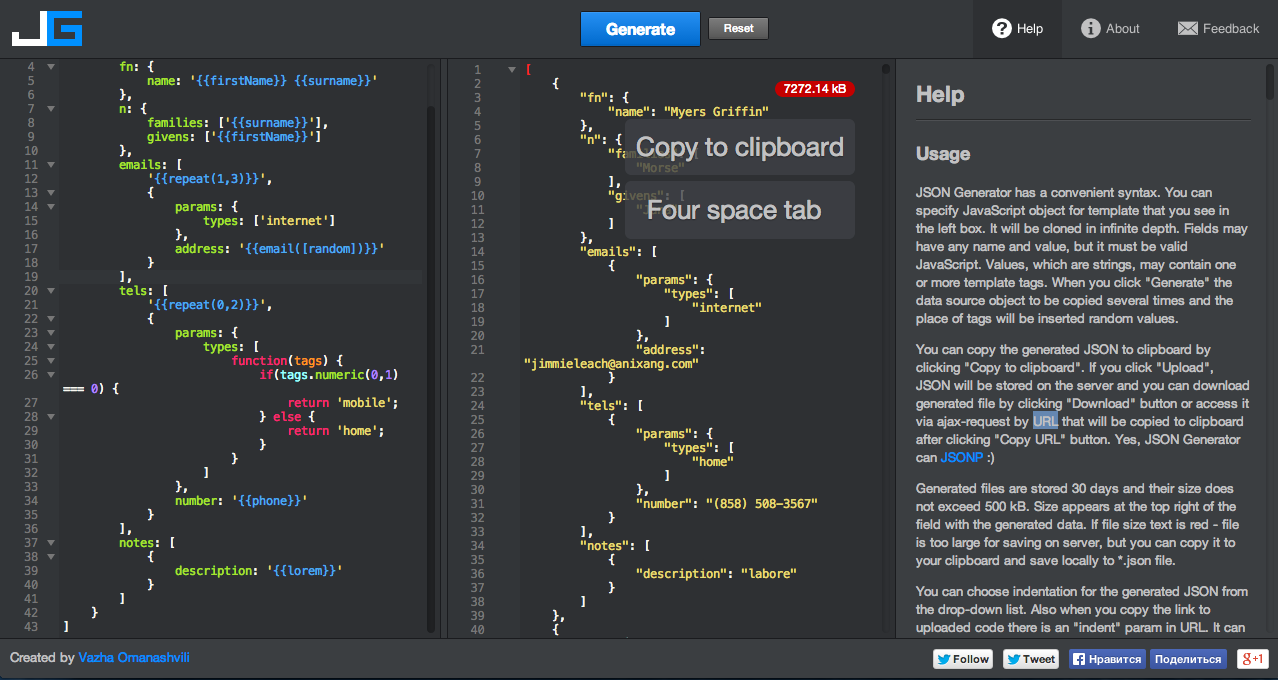 JG
Generate
Reset
Help
About
Feedback
4 fn: {
5 name: '{{firstName}} {{surname}}'
6 },
7 n: {
8 families: ['{{surname}}'],
9 givens: ['{{firstName}}']
10 },
11 emails: [
12 '{{repeat(1,3)}}',
13 {
14 params: {
15 types: ['internet']
16 },
17 address: '{{email([random])}}'
18 }
19 ],
20 tels: [
21 '{{repeat(0,2)}}',
22 {
23 params: {
24 types: [
25 function(tags) {
26 if(tags.numeric(0,1)
=== 0) {
27 return 'mobile';
28 } else {
29 return 'home';
30 }
31 }
32 ]
33 },
34 number: '{{phone}}'
35 }
36 ],
37 notes: [
38 {
39 description: '{{lorem}}'
40 }
41 ]
42 }
43 ]
7272.14 kB
Copy to clipboard
Four space tab
1 [
2 {
3 "fn": {
4 "name": "Myers Griffin"
5 },
6 "n": {
7
8 "Morse"
9 ],
10
11
12 ]
13 },
14 "emails": [
15 {
16 "params": {
17 "types": [
18 "internet"
19 ]
20 },
21 "address":
"jimmieleach@anixang.com"
22 }
23 ],
24 "tels": [
25 {
26 "params": {
27 "types": [
28 "home"
29 ]
30 },
31 "number": "(858) 508-3567"
32 }
33 ],
34 "notes": [
35 {
36 "description": "labore"
37 }
38 ]
39 },
40 {
Help
Usage
JSON Generator has a convenient syntax. You can
specify JavaScript object for template that you see in
the left box. It will be cloned in infinite depth. Fields may
have any name and value, but it must be valid
JavaScript. Values, which are strings, may contain one
or more template tags. When you click "Generate" the
data source object to be copied several times and the
place of tags will be inserted random values.
You can copy the generated JSON to clipboard by
clicking "Copy to clipboard". If you click "Upload",
JSON will be stored on the server and you can download
generated file by clicking "Download" button or access it
via ajax-request by URL that will be copied to clipboard
after clicking "Copy URL" button. Yes, JSON Generator
can JSONP :)
Generated files are stored 30 days and their size does
not exceed 500 kB. Size appears at the top right of the
field with the generated data. If file size text is red - file
is too large for saving on server, but you can copy it to
your clipboard and save locally to *.json file.
You can choose indentation for the generated JSON from
the drop-down list. Also when you copy the link to
uploaded code there is an "indent" param in URL. It can
Created by Vazha Omanashvili
Follow
Tweet
Нравится
Поделиться
g+1